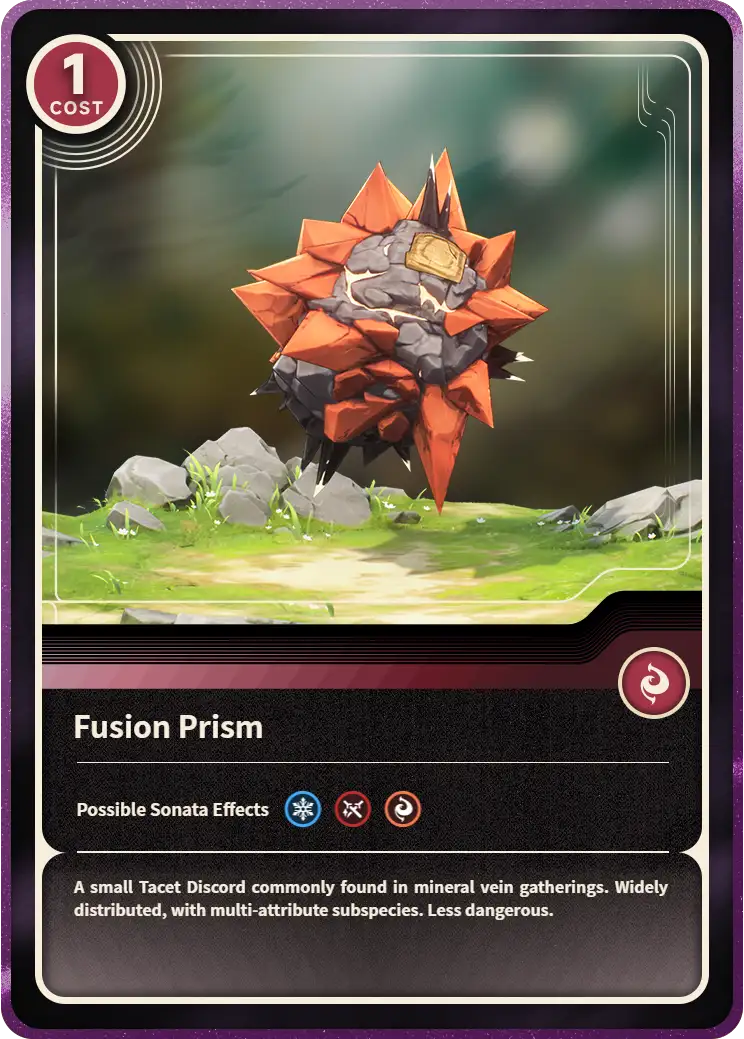 1
COST
Fusion Prism
Possible Sonata Effects
A small Tacet Discord commonly found in mineral vein gatherings. Widely
distributed, with multi-attribute subspecies. Less dangerous.